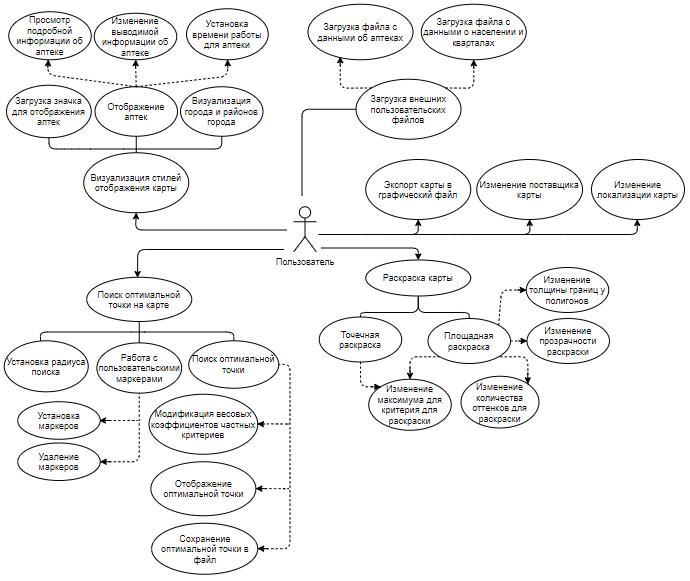 Просмотр
подробной
информации об
аптеке
Изменение
выводимой
информации об
аптеке
Установка
времени работы
для аптеки
Загрузка файла с
данными об аптеках
Загрузка файла с
данными о населении и
кварталах
Загрузка значка
для отображения
аптек
Отображение
аптек
Визуализация
города и районов
города
Загрузка внешних
пользовательских
файлов
Визуализация стилей
отображения карты
Экспорт карты в
графический файл
Изменение поставщика
карты
Изменение
локализации карты
Пользователь
Поиск оптимальной
точки на карте
Раскраска карты
Изменение
толщины границ у
полигонов
Точечная
раскраска
Площадная
раскраска
Изменение
прозрачности
раскраски
Установка радиуса
поиска
Работа с
пользовательскими
маркерами
Поиск оптимальной
точки
Изменение
максимума для
критерия для
раскраски
Изменение
количества
оттенков для
раскраски
Установка
маркеров
Модификация весовых
коэффициентов частных
критериев
Удаление
маркеров
Отображение
оптимальной точки
Сохранение
оптимальной точки в
файл